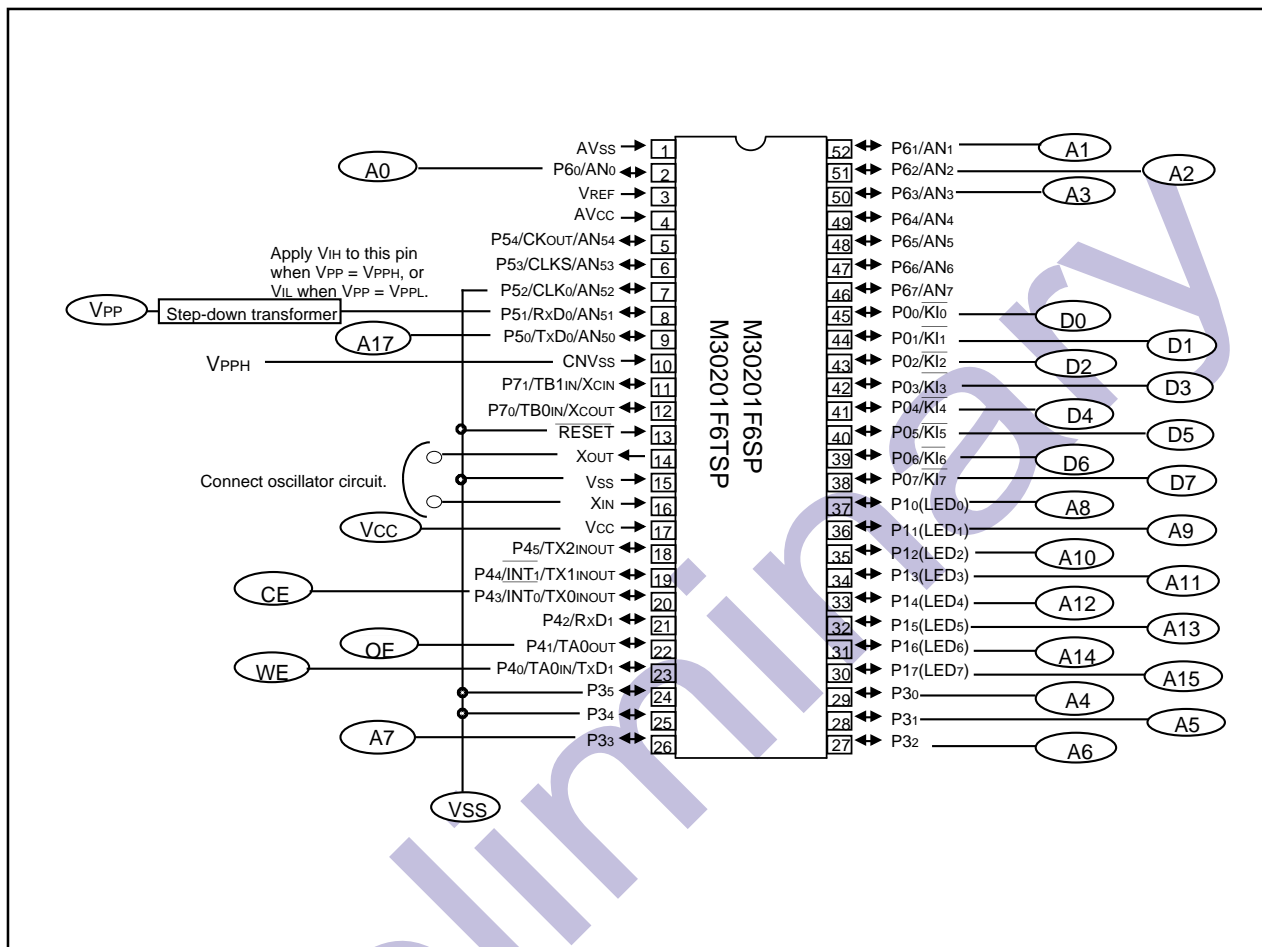 AVSS 1
A0 P60/AN0 2
VREF 3
AVCC 4
P54/CKOUT/AN54 5
Apply VIH to this pin
when VPP = VPPH, or
VIL when VPP = VPPL.
P53/CLKS/AN53 6
P52/CLK0/AN52 7
VPP Step-down transformer P51/RxD0/AN51 8
A17 P50/TxD0/AN50 9
VPPH CNVSS 10
P71/TB1IN/XCIN 11
P70/TB0IN/XCOUT 12
RESET 13
XOUT 14
Connect oscillator circuit.
VSS 15
XIN 16
VCC VCC 17
P45/TX2INOUT 18
P44/INT1/TX1INOUT 19
CE P43/INT0/TX0INOUT 20
P42/RxD1 21
OE P41/TA0OUT 22
WE P40/TA0IN/TxD1 23
P35 24
P34 25
A7 P33 26
VSS
M30201F6SP
M30201F6TSP
52 P61/AN1 A1
51 P62/AN2 A2
50 P63/AN3 A3
49 P64/AN4
48 P65/AN5
47 P66/AN6
46 P67/AN7
45 P00/KI0 D0
44 P01/KI1 D1
43 P02/KI2 D2
42 P03/KI3 D3
41 P04/KI4 D4
40 P05/KI5 D5
39 P06/KI6 D6
38 P07/KI7 D7
37 P10(LED0) A8
36 P11(LED1) A9
35 P12(LED2) A10
34 P13(LED3) A11
33 P14(LED4) A12
32 P15(LED5) A13
31 P16(LED6) A14
30 P17(LED7) A15
29 P30 A4
28 P31 A5
27 P32 A6
eliminary